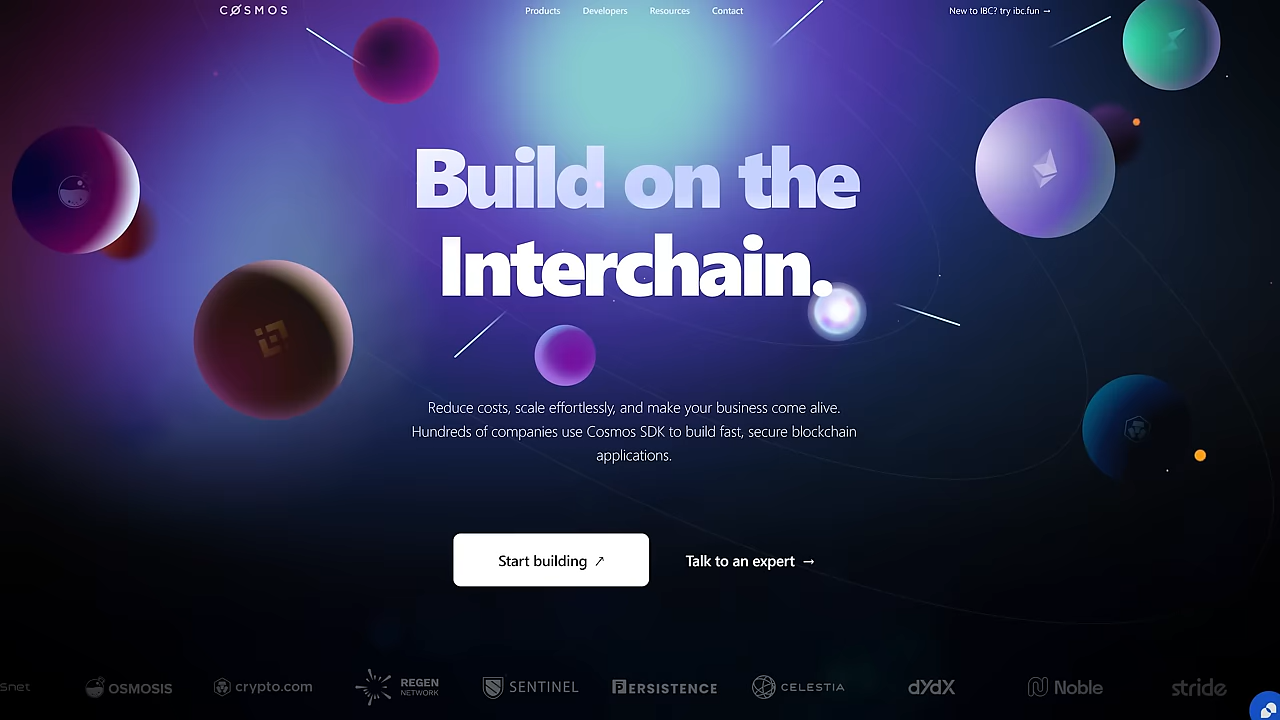 COSMOS
Products Developers Resources Contact
New to IBC? try ibc.fun →
Build on the
Interchain.
Reduce costs, scale effortlessly, and make your business come alive.
Hundreds of companies use Cosmos SDK to build fast, secure blockchain
applications.
Start building ↗
Talk to an expert →
OSMOSIS
crypto.com
REGEN
NETWORK
SENTINEL
PERSISTENCE
CELESTIA
dYdX
Noble
stride